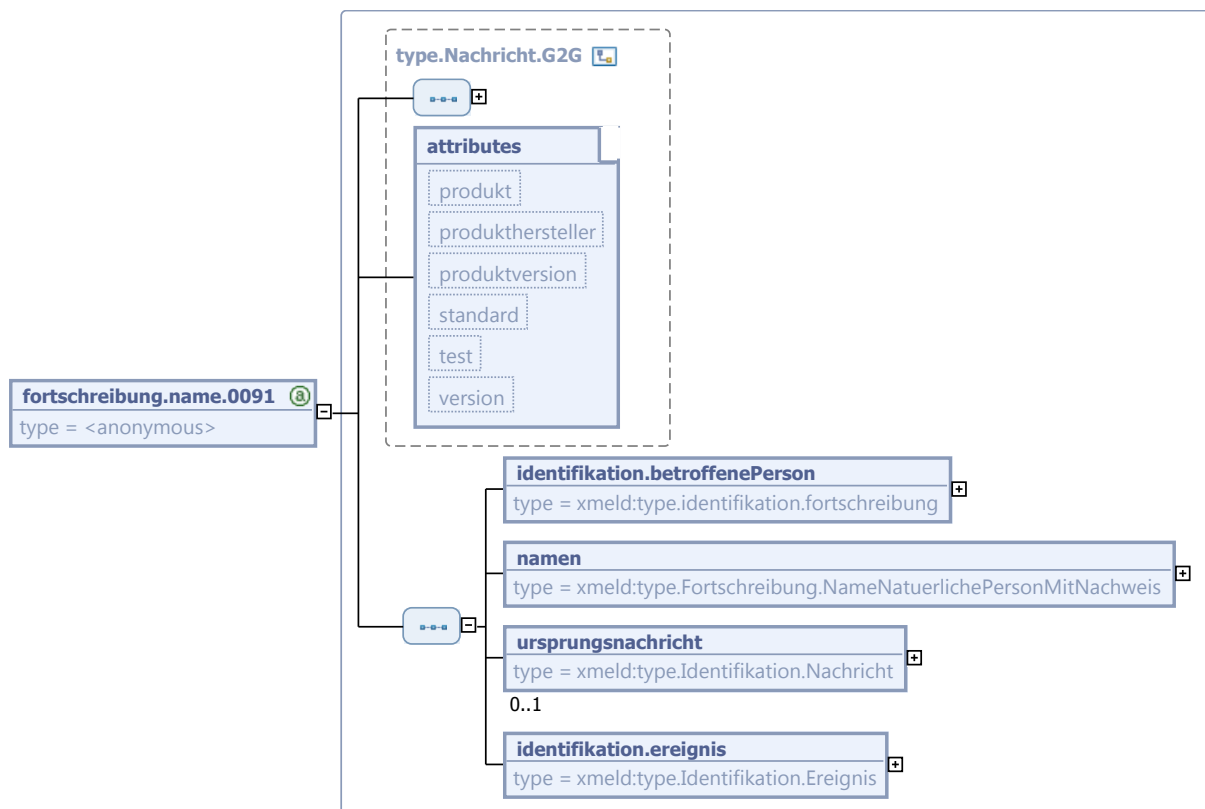 type.Nachricht.G2G
attributes
produkt
produkthersteller
produktversion
standard
test
version
fortschreibung.name.0091
type = <anonymous>
identifikation.betroffenePerson
type = xmeld:type.identifikation.fortschreibung
namen
type = xmeld:type.Fortschreibung.NameNatuerlichePersonMitNachweis
ursprungsnachricht
type = xmeld:type.Identifikation.Nachricht
0..1
identifikation.ereignis
type = xmeld:type.Identifikation.Ereignis